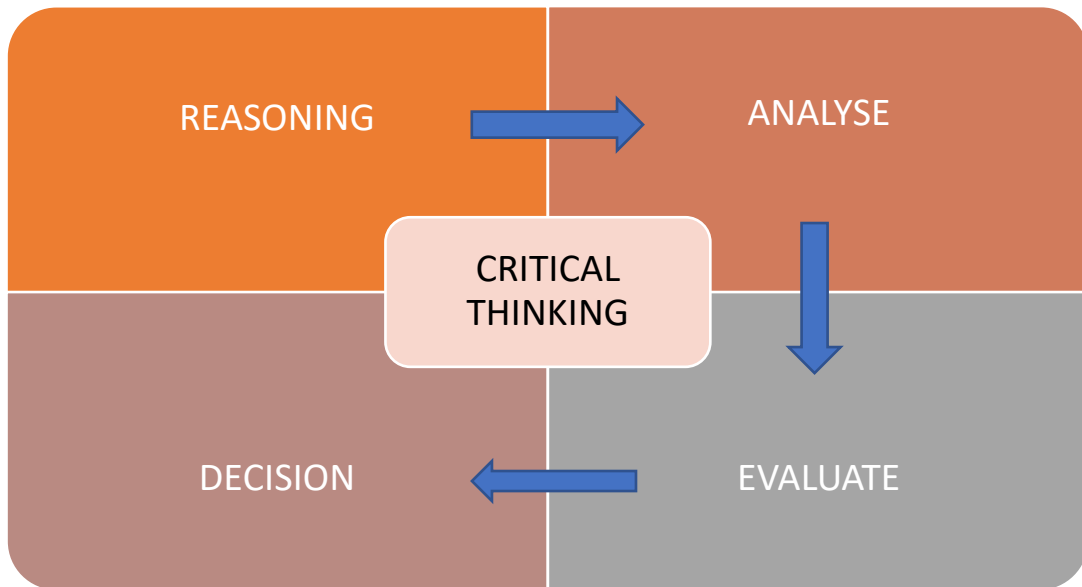 REASONING
ANALYSE
CRITICAL
THINKING
DECISION
EVALUATE